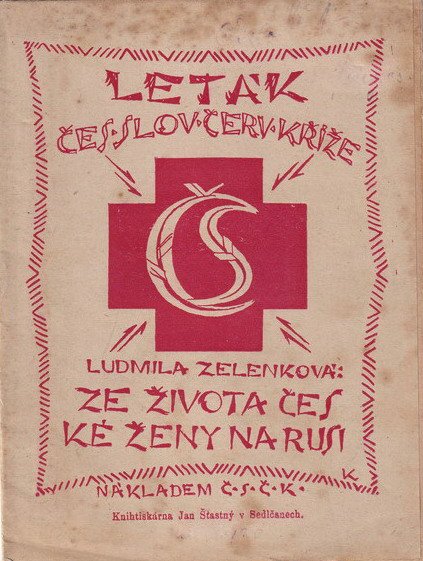 LETÁK
ČES·SLOV·ČERV·KŘÍŽE
ČS
LUDMILA ZELENKOVÁ:
ZE ŽIVOTA ČES
KÉ ŽENY NA RUSI
K
NÁKLADEM Č·S·Č·K·
Knihtiskárna Jan Šťastný v Sedlčanech.